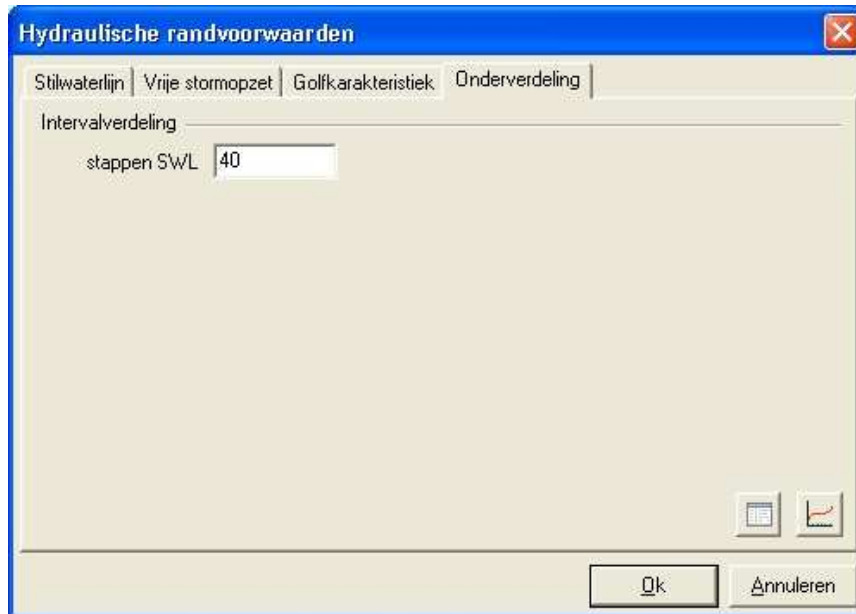 Hydraulische randvoorwaarden
Stilwaterlijn Vrije stormopzet Golfkarakteristiek Onderverdeling
Intervalverdeling
stappen SWL 40
Ok Annuleren